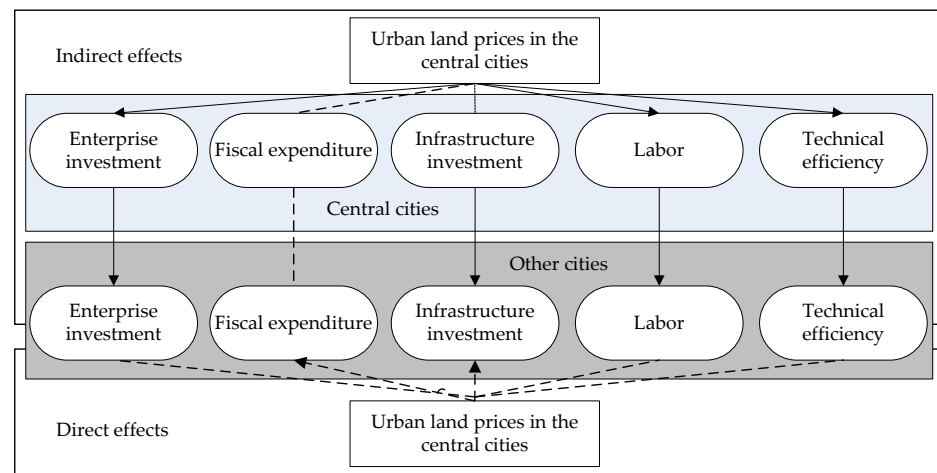 Urban land prices in the
central cities
Indirect effects
Enterprise
investment
Fiscal expenditure
Infrastructure
investment
Labor
Technical
efficiency
Central cities
Other cities
Enterprise
investment
Fiscal expenditure
Infrastructure
investment
Labor
Technical
efficiency
Urban land prices in the
central cities
Direct effects